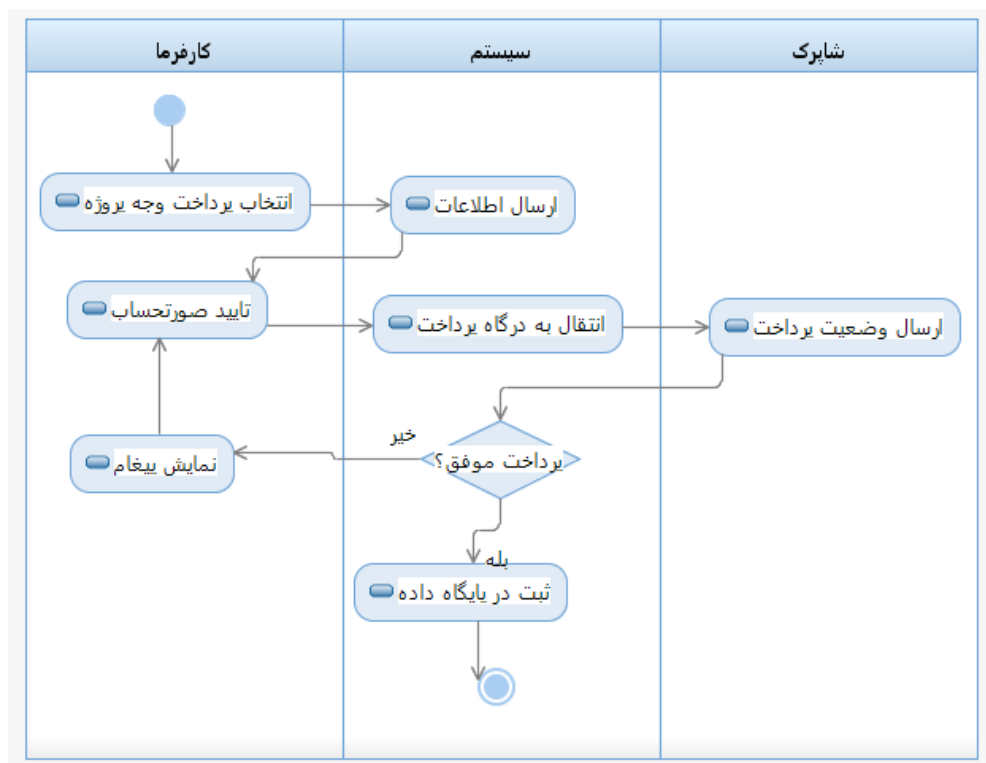 کارفرما
سیستم
شاپرک
انتخاب پرداخت وجه پروژه
ارسال اطلاعات
تایید صورتحساب
انتقال به درگاه پرداخت
ارسال وضعیت پرداخت
پرداخت موفق؟
خیر
نمایش پیغام
بله
ثبت در پایگاه داده